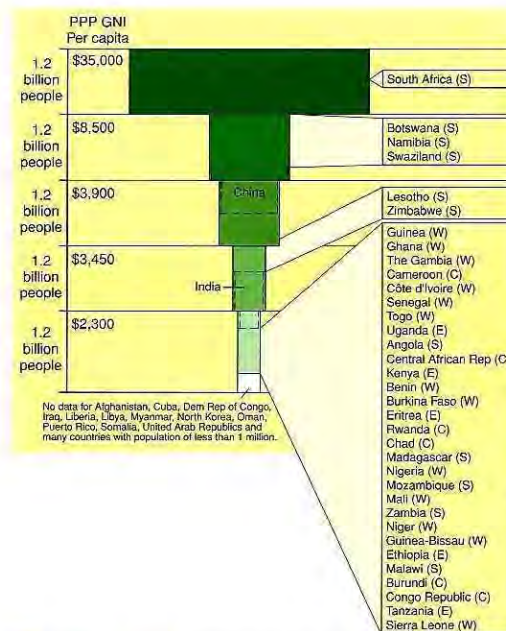 PPP GNI
Per capita
1.2
billion
people
$35,000
South Africa (S)
1.2
billion
people
$8,500
Botswana (S)
Namibia (S)
Swaziland (S)
1.2
billion
people
$3,900
China
Lesotho (S)
Zimbabwe (S)
1.2
billion
people
$3,450
India
1.2
billion
people
$2,300
Guinea (W)
Ghana (W)
The Gambia (W)
Cameroon (C)
Côte d'Ivoire (W)
Senegal (W)
Togo (W)
Uganda (E)
Angola (S)
Central African Rep (C
Kenya (E)
Benin (W)
Burkina Faso (W)
Eritrea (E)
Rwanda (C)
Chad (C)
Madagascar (S)
Nigeria (W)
Mozambique (S)
Mali (W)
Zambia (S)
Niger (W)
Guinea-Bissau (W)
Ethiopia (E)
Malawi (S)
Burundi (C)
Congo Republic (C)
Tanzania (E)
Sierra Leone (W)
No data for Afghanistan, Cuba, Dem Rep of Congo,
Iraq, Liberia, Libya, Myanmar, North Korea, Oman,
Puerto Rico, Somalia, United Arab Republics and
many countries with population of less than 1 million.